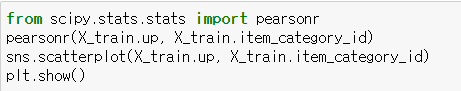 from scipy.stats.stats import pearsonr
pearsonr(X_train.up, X_train.item_category_id)
sns.scatterplot(X_train.up, X_train.item_category_id)
plt.show()